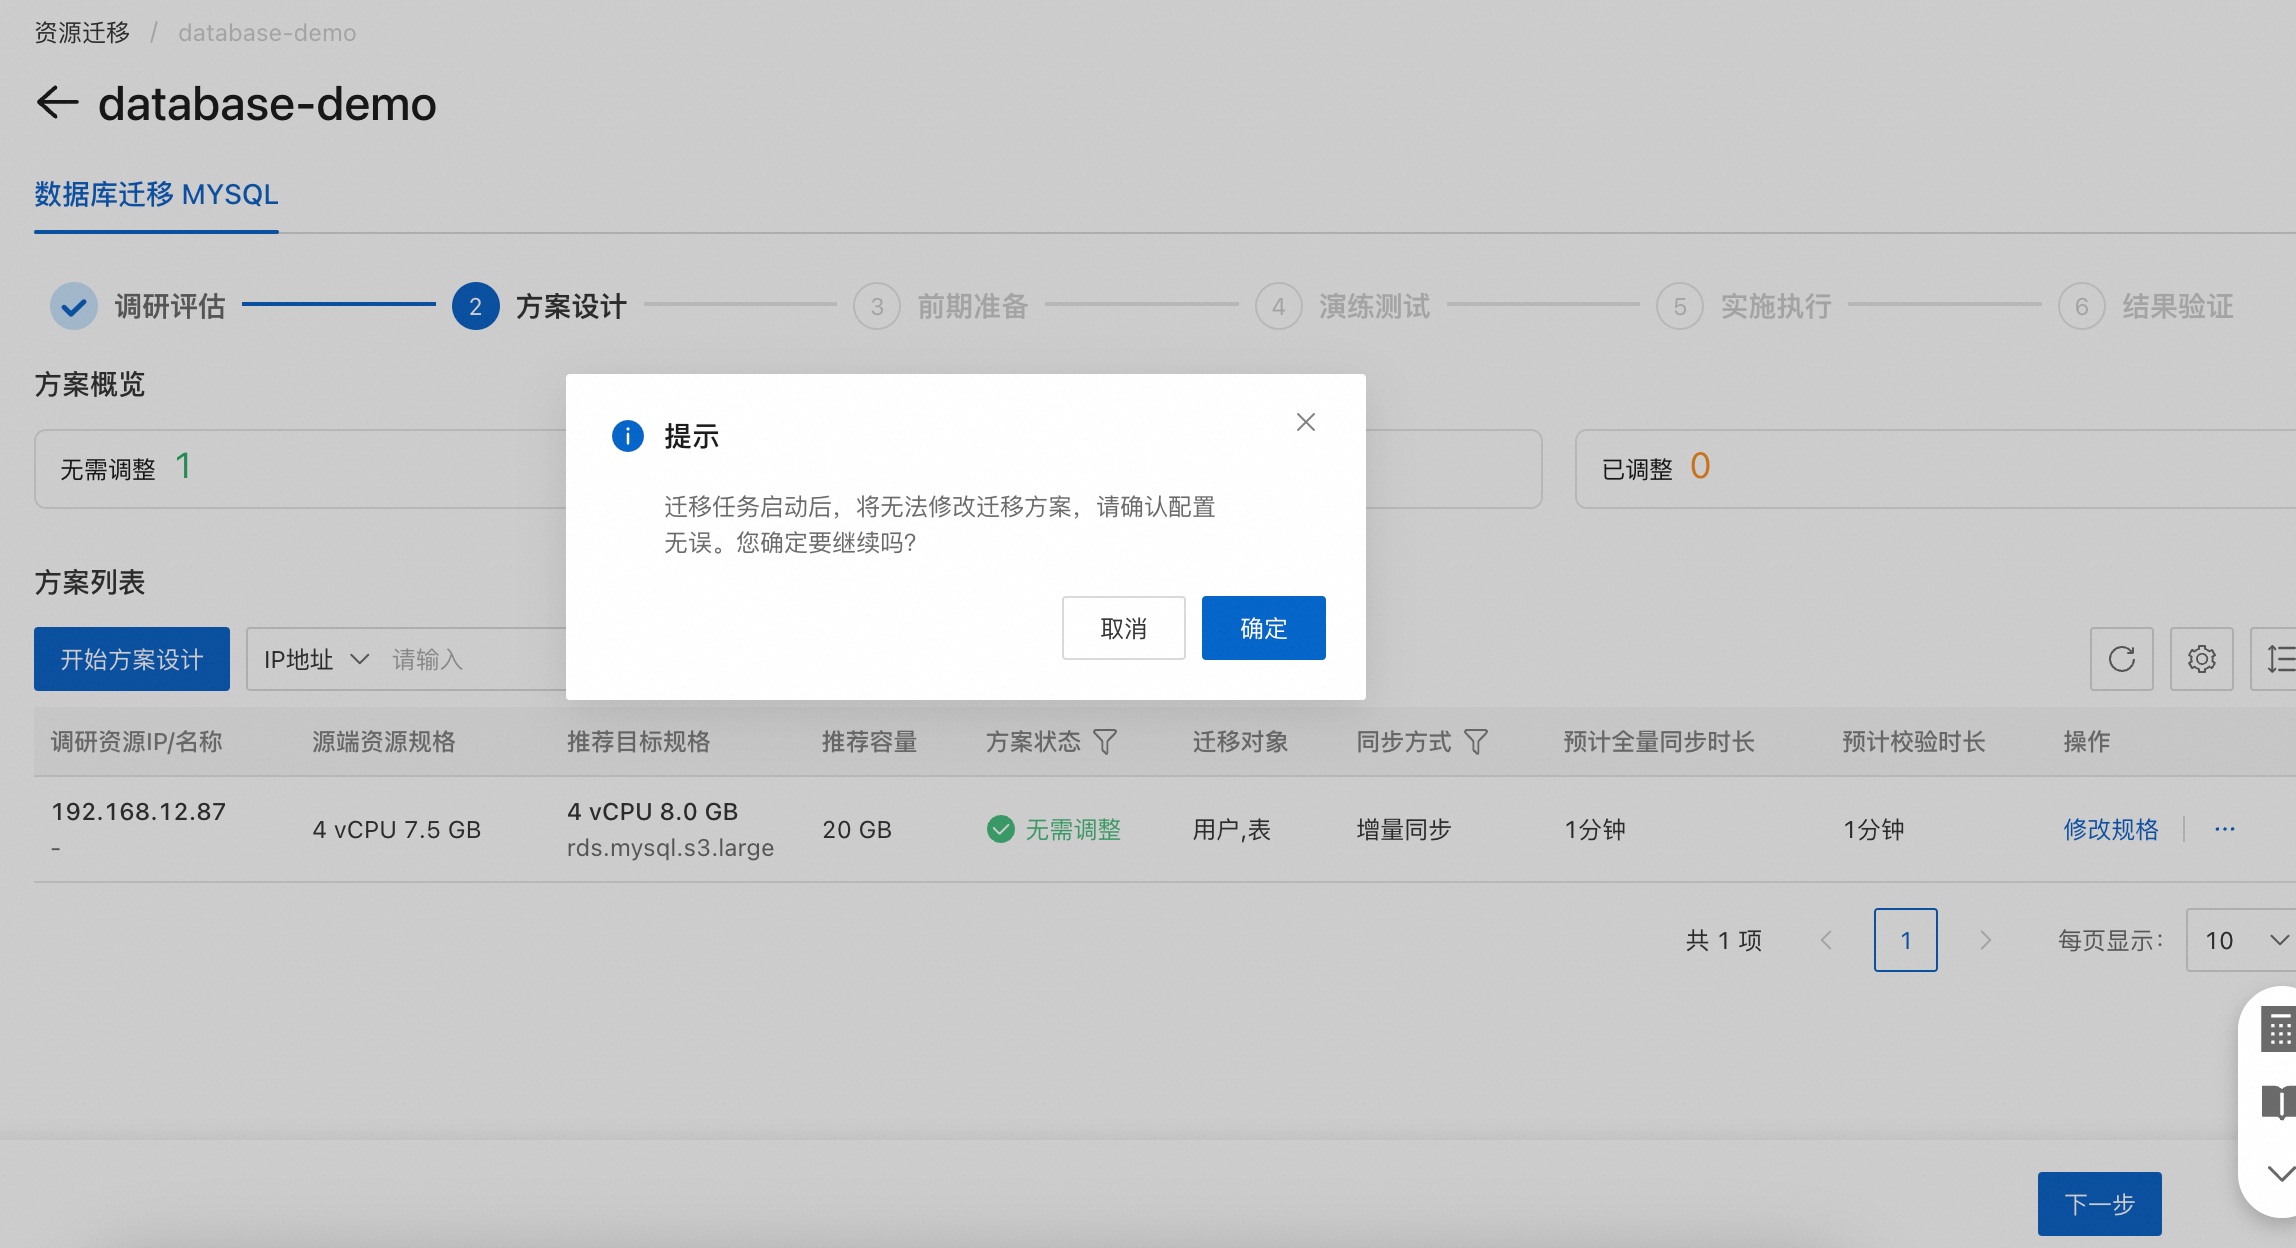 资源迁移 / database-demo
database-demo
数据库迁移 MYSQL
调研评估 2 方案设计 3 前期准备 4 演练测试 5 实施执行 6 结果验证
方案概览
无需调整 1
已调整 0
提示
迁移任务启动后，将无法修改迁移方案，请确认配置
无误。您确定要继续吗？
取消 确定
方案列表
开始方案设计 IP地址 请输入
调研资源IP/名称 源端资源规格 推荐目标规格 推荐容量 方案状态 迁移对象 同步方式 预计全量同步时长 预计校验时长 操作
192.168.12.87 4 vCPU 7.5 GB 4 vCPU 8.0 GB 20 GB 无需调整 用户,表 增量同步 1分钟 1分钟 修改规格 ···
- rds.mysql.s3.large
共 1 项 1 每页显示： 10
下一步